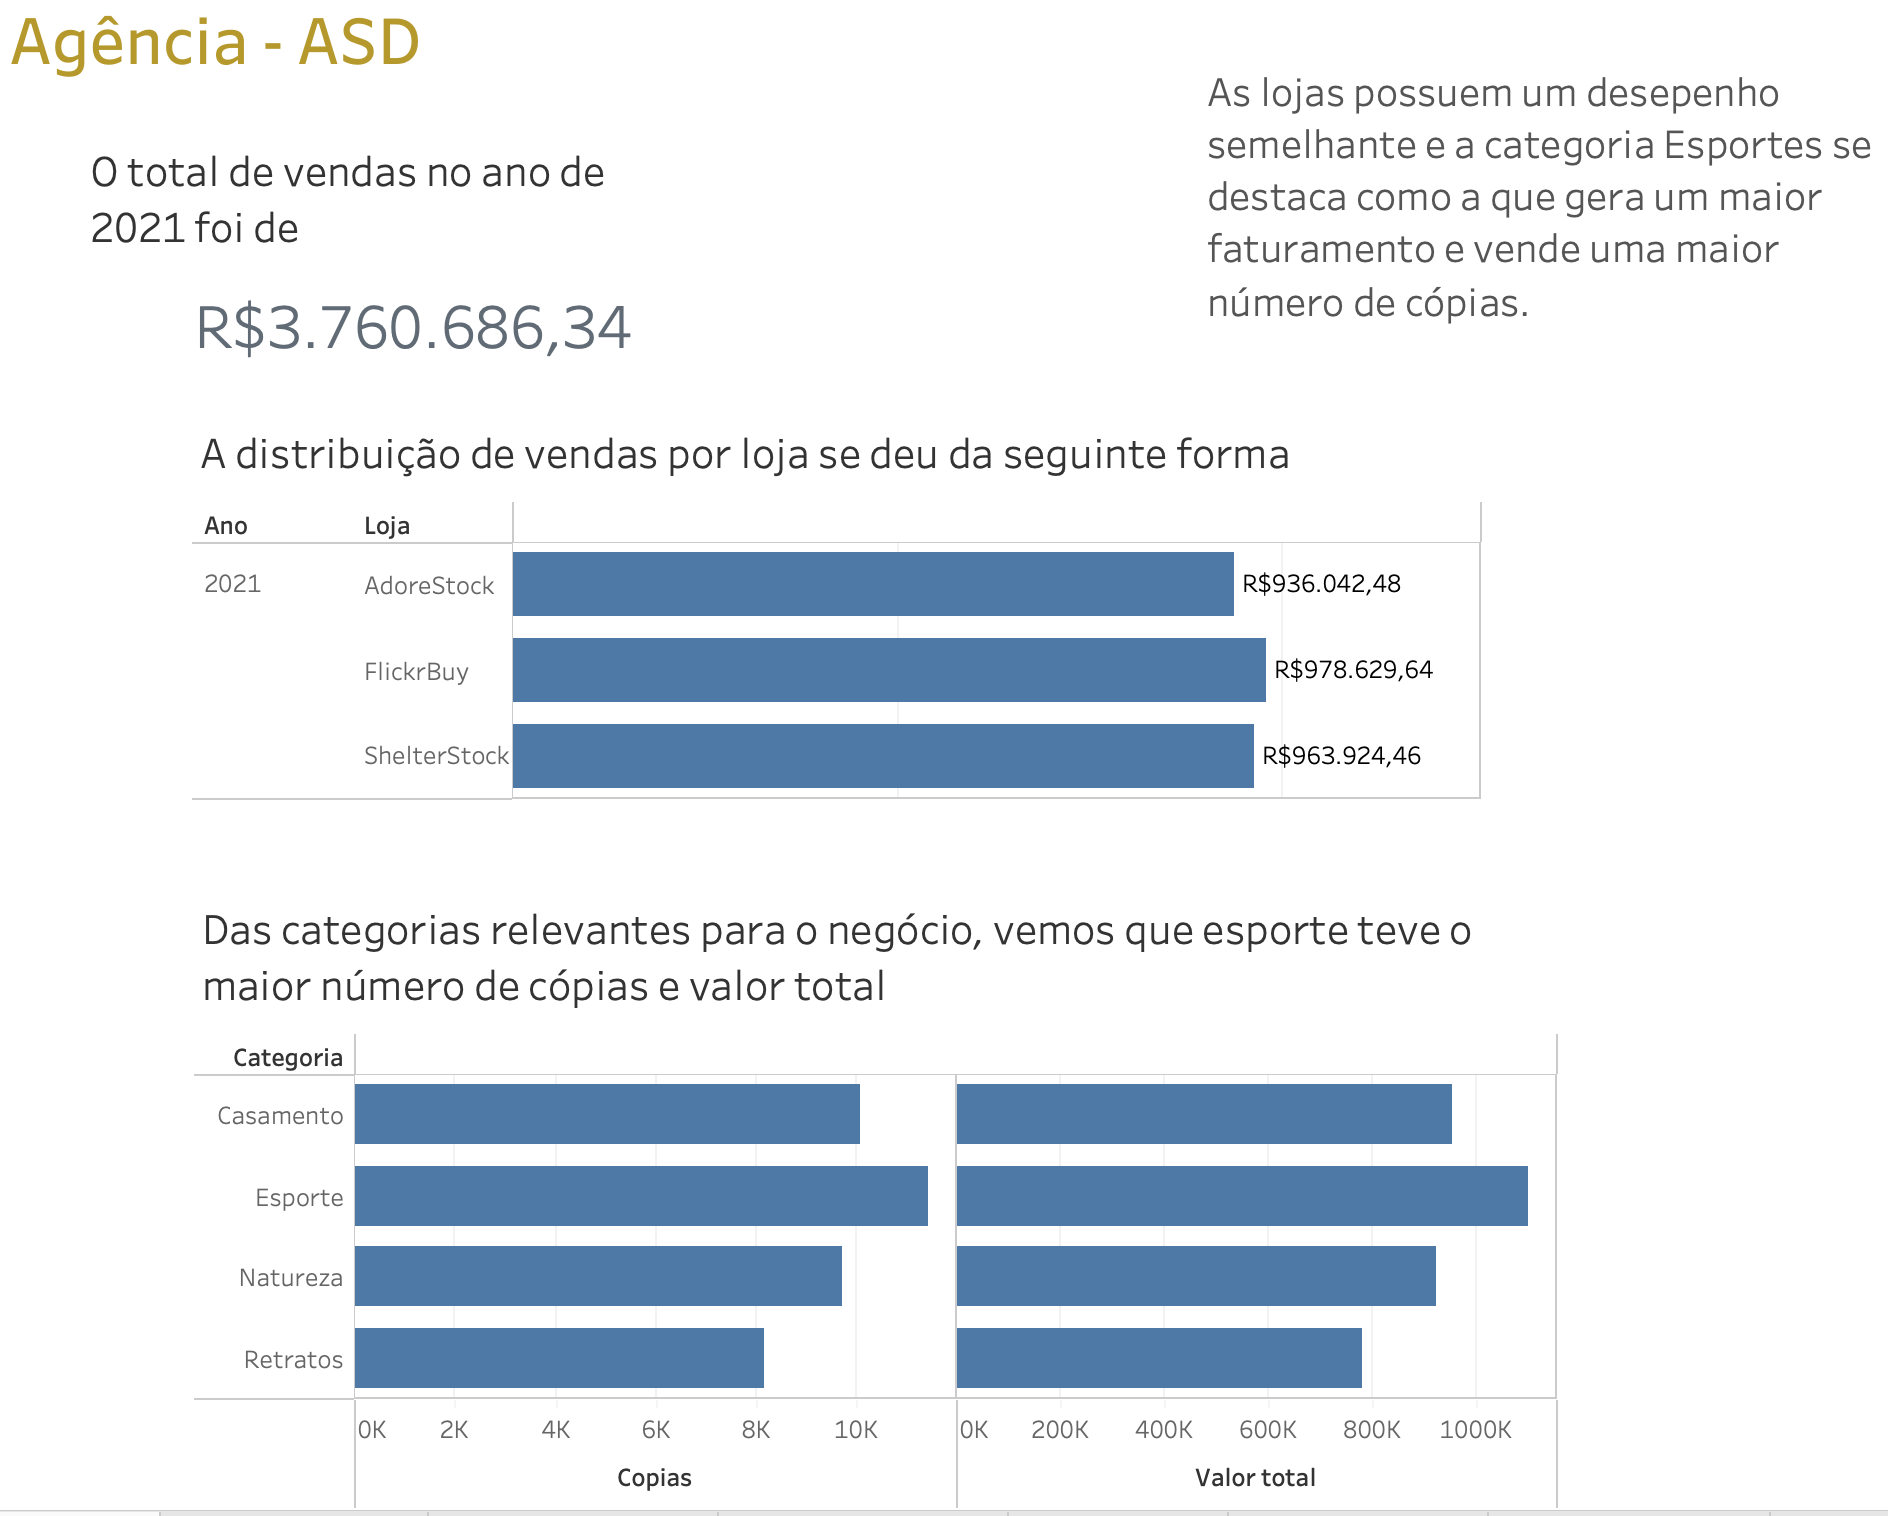 Agência - ASD
O total de vendas no ano de
2021 foi de
R$3.760.686,34
As lojas possuem um desepenho
semelhante e a categoria Esportes se
destaca como a que gera um maior
faturamento e vende uma maior
número de cópias.
A distribuição de vendas por loja se deu da seguinte forma
Ano Loja
2021 AdoreStock R$936.042,48
FlickrBuy R$978.629,64
ShelterStock R$963.924,46
Das categorias relevantes para o negócio, vemos que esporte teve o
maior número de cópias e valor total
Categoria
Casamento
Esporte
Natureza
Retratos
0K 2K 4K 6K 8K 10K 0K 200K 400K 600K 800K 1000K
Copias Valor total